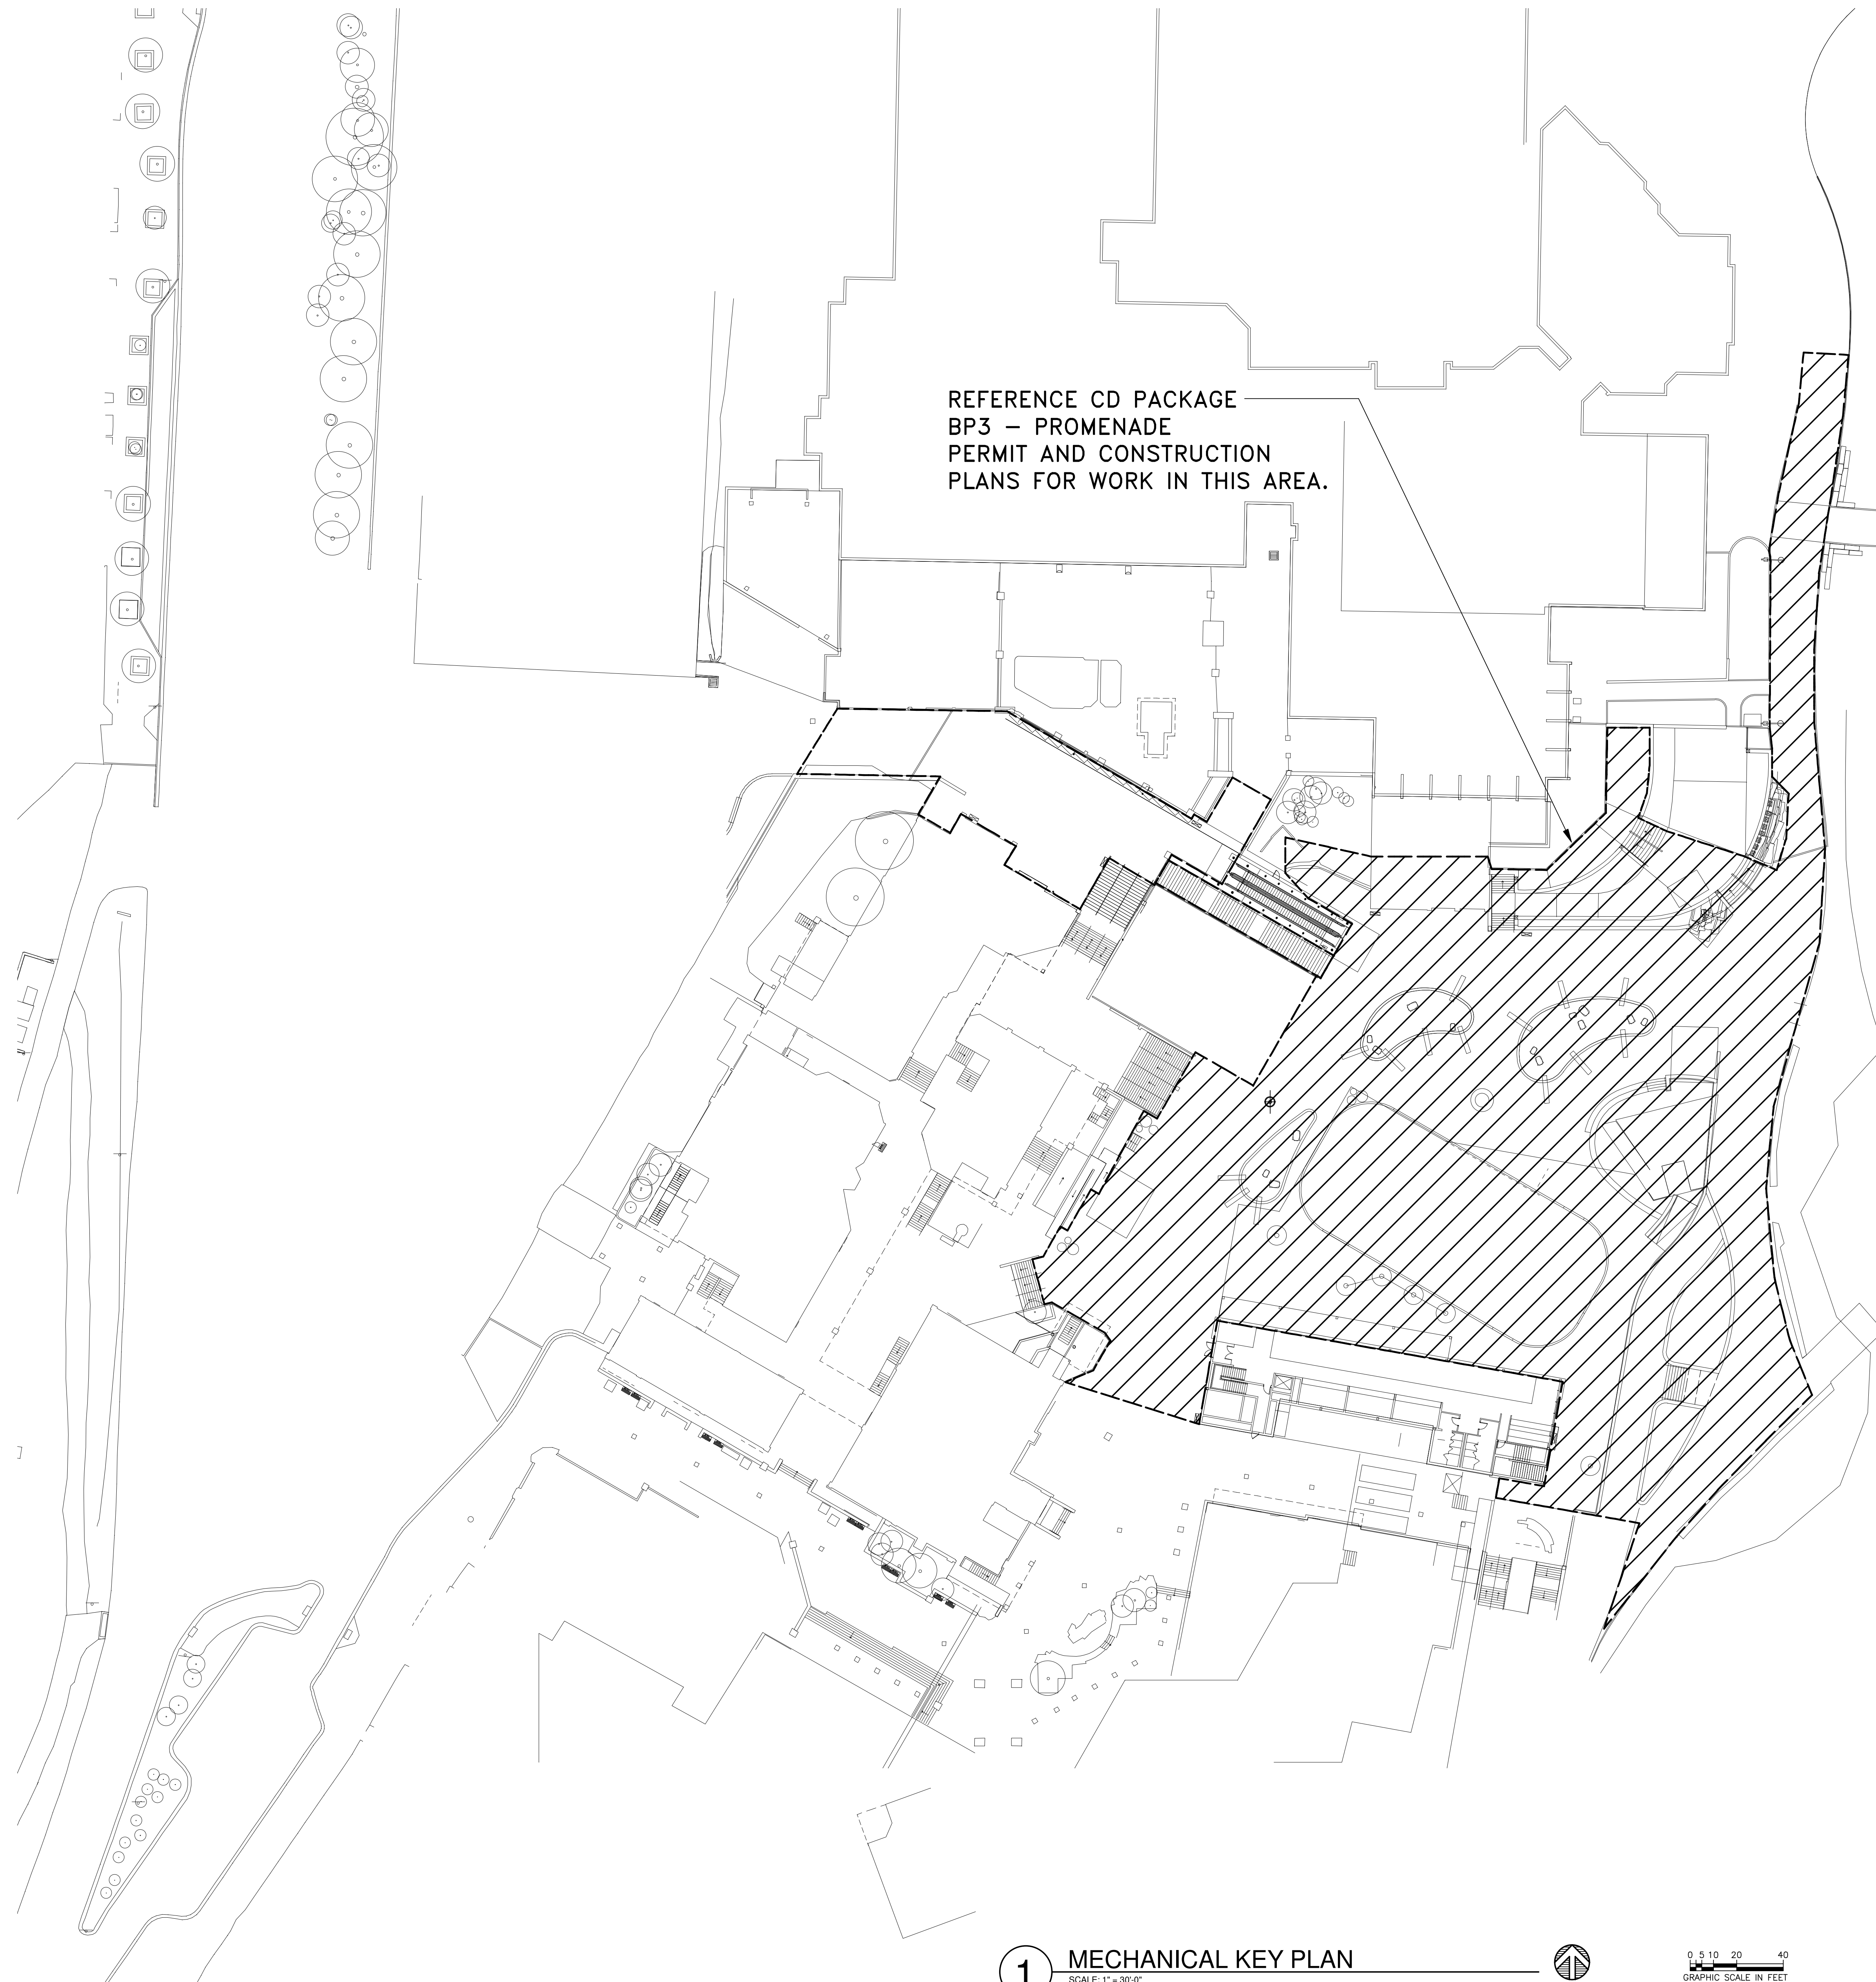 REFERENCE CD PACKAGE
BP3 – PROMENADE
PERMIT AND CONSTRUCTION
PLANS FOR WORK IN THIS AREA.
1
MECHANICAL KEY PLAN
SCALE: 1" = 30'-0"
0 5 10 20 40
GRAPHIC SCALE IN FEET